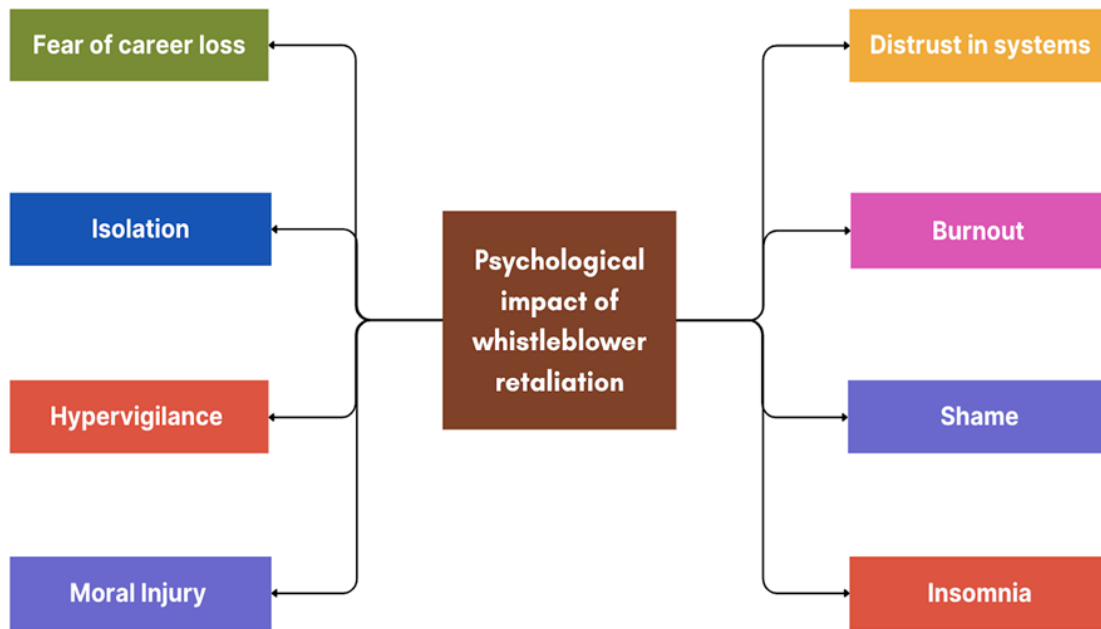 Fear of career loss
Distrust in systems
Isolation
Burnout
Psychological
impact of
whistleblower
retaliation
Hypervigilance
Shame
Moral Injury
Insomnia